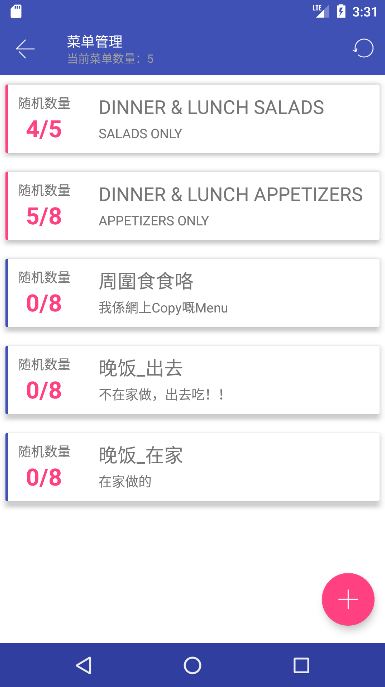 LTE 3:31
菜单管理
当前菜单数量：5
随机数量
4/5
DINNER & LUNCH SALADS
SALADS ONLY
随机数量
5/8
DINNER & LUNCH APPETIZERS
APPETIZERS ONLY
随机数量
0/8
周圍食食咯
我係網上Copy嘅Menu
随机数量
0/8
晚饭_出去
不在家做，出去吃！！
随机数量
0/8
晚饭_在家
在家做的